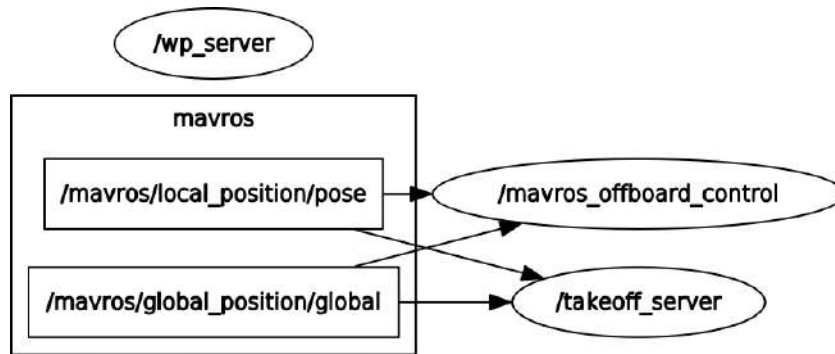 /wp_server
mavros
/mavros/local_position/pose
/mavros_offboard_control
/mavros/global_position/global
/takeoff_server